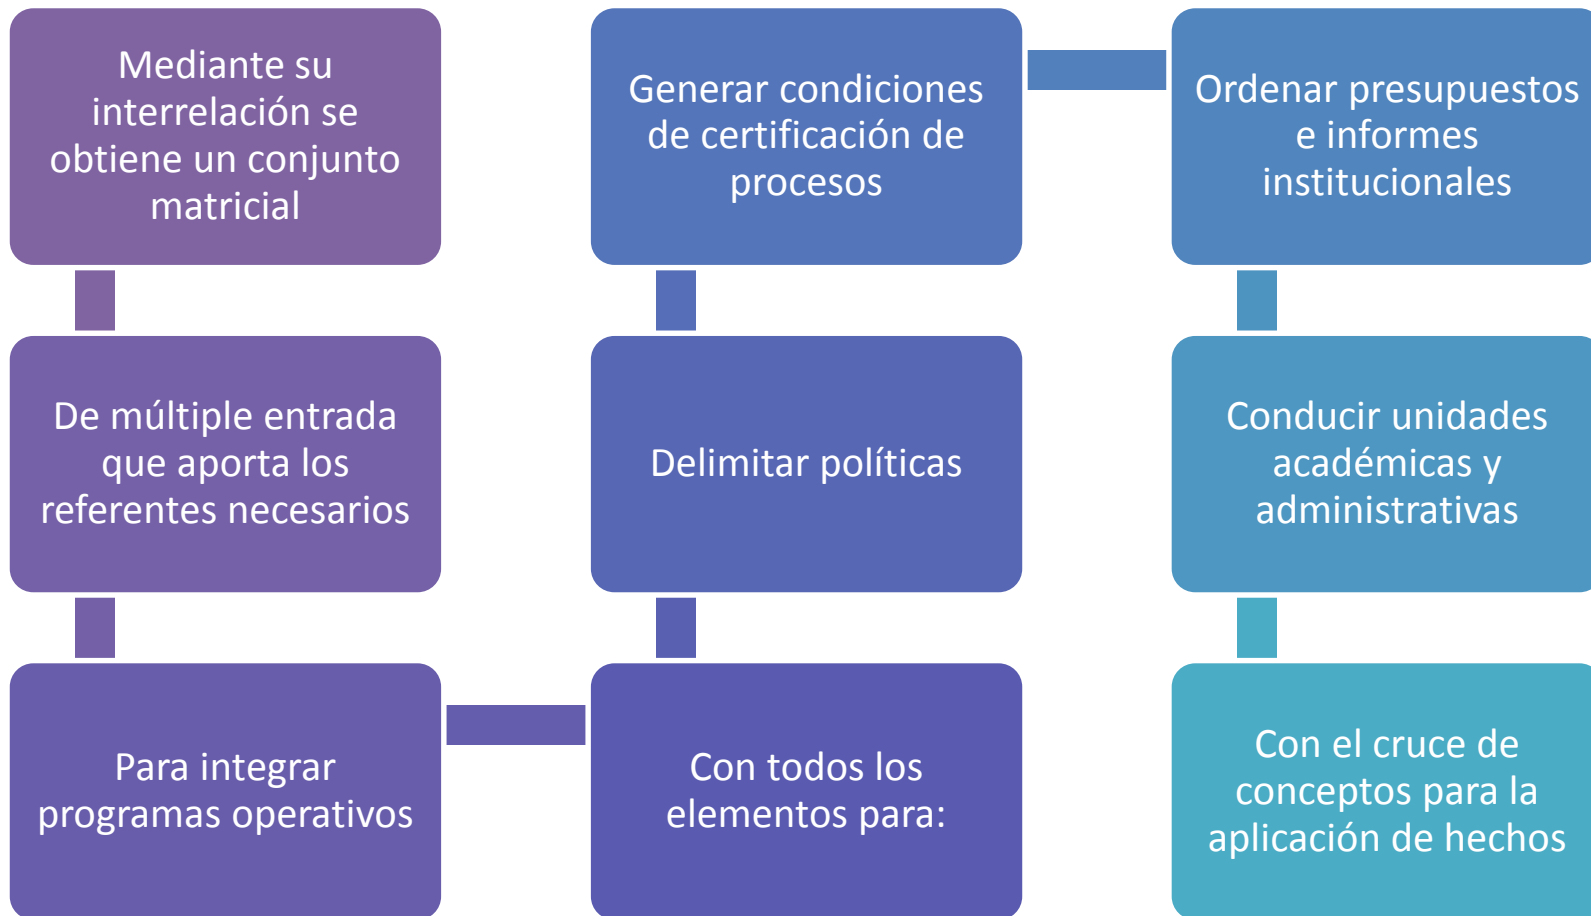 Mediante su
interrelación se
obtiene un conjunto
matricial
De múltiple entrada
que aporta los
referentes necesarios
Para integrar
programas operativos
Con todos los
elementos para:
Delimitar políticas
Generar condiciones
de certificación de
procesos
Ordenar presupuestos
e informes
institucionales
Conducir unidades
académicas y
administrativas
Con el cruce de
conceptos para la
aplicación de hechos